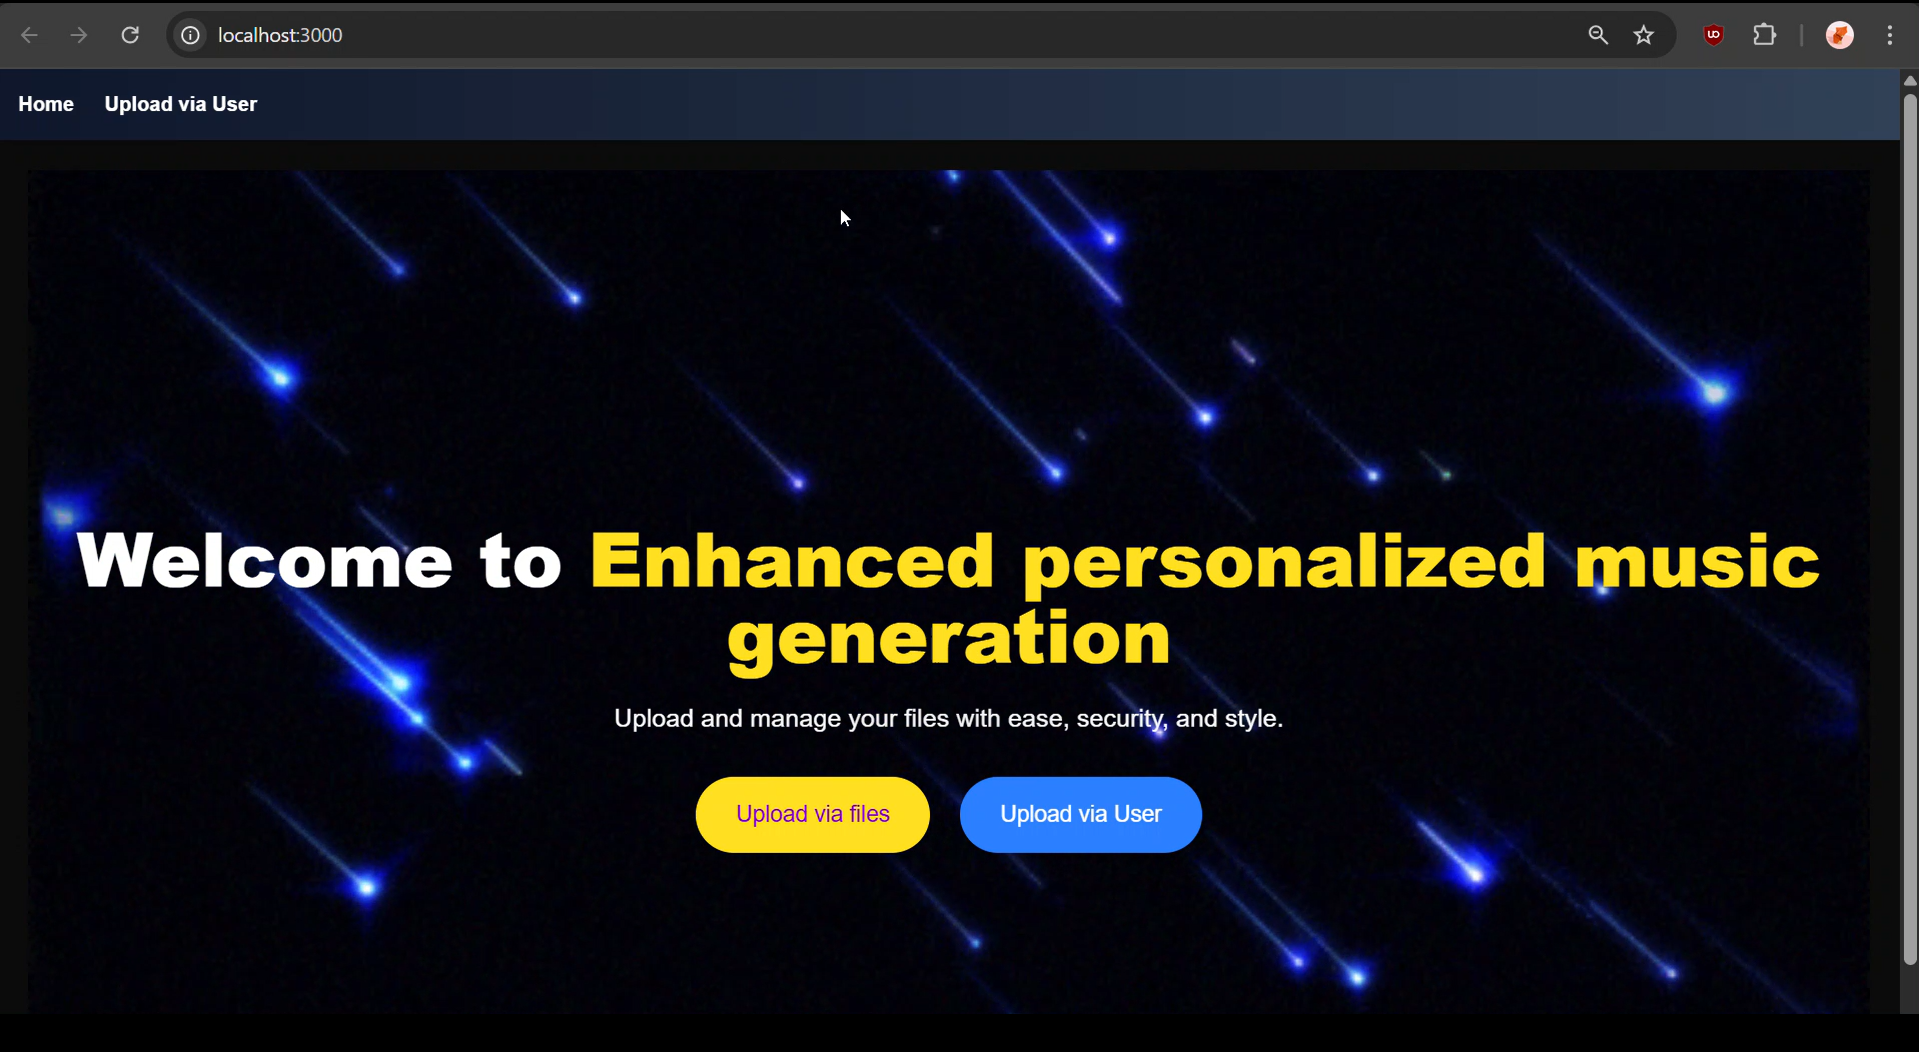 localhost:3000
Home Upload via User
Welcome to Enhanced personalized music
generation
Upload and manage your files with ease, security, and style.
Upload via files Upload via User